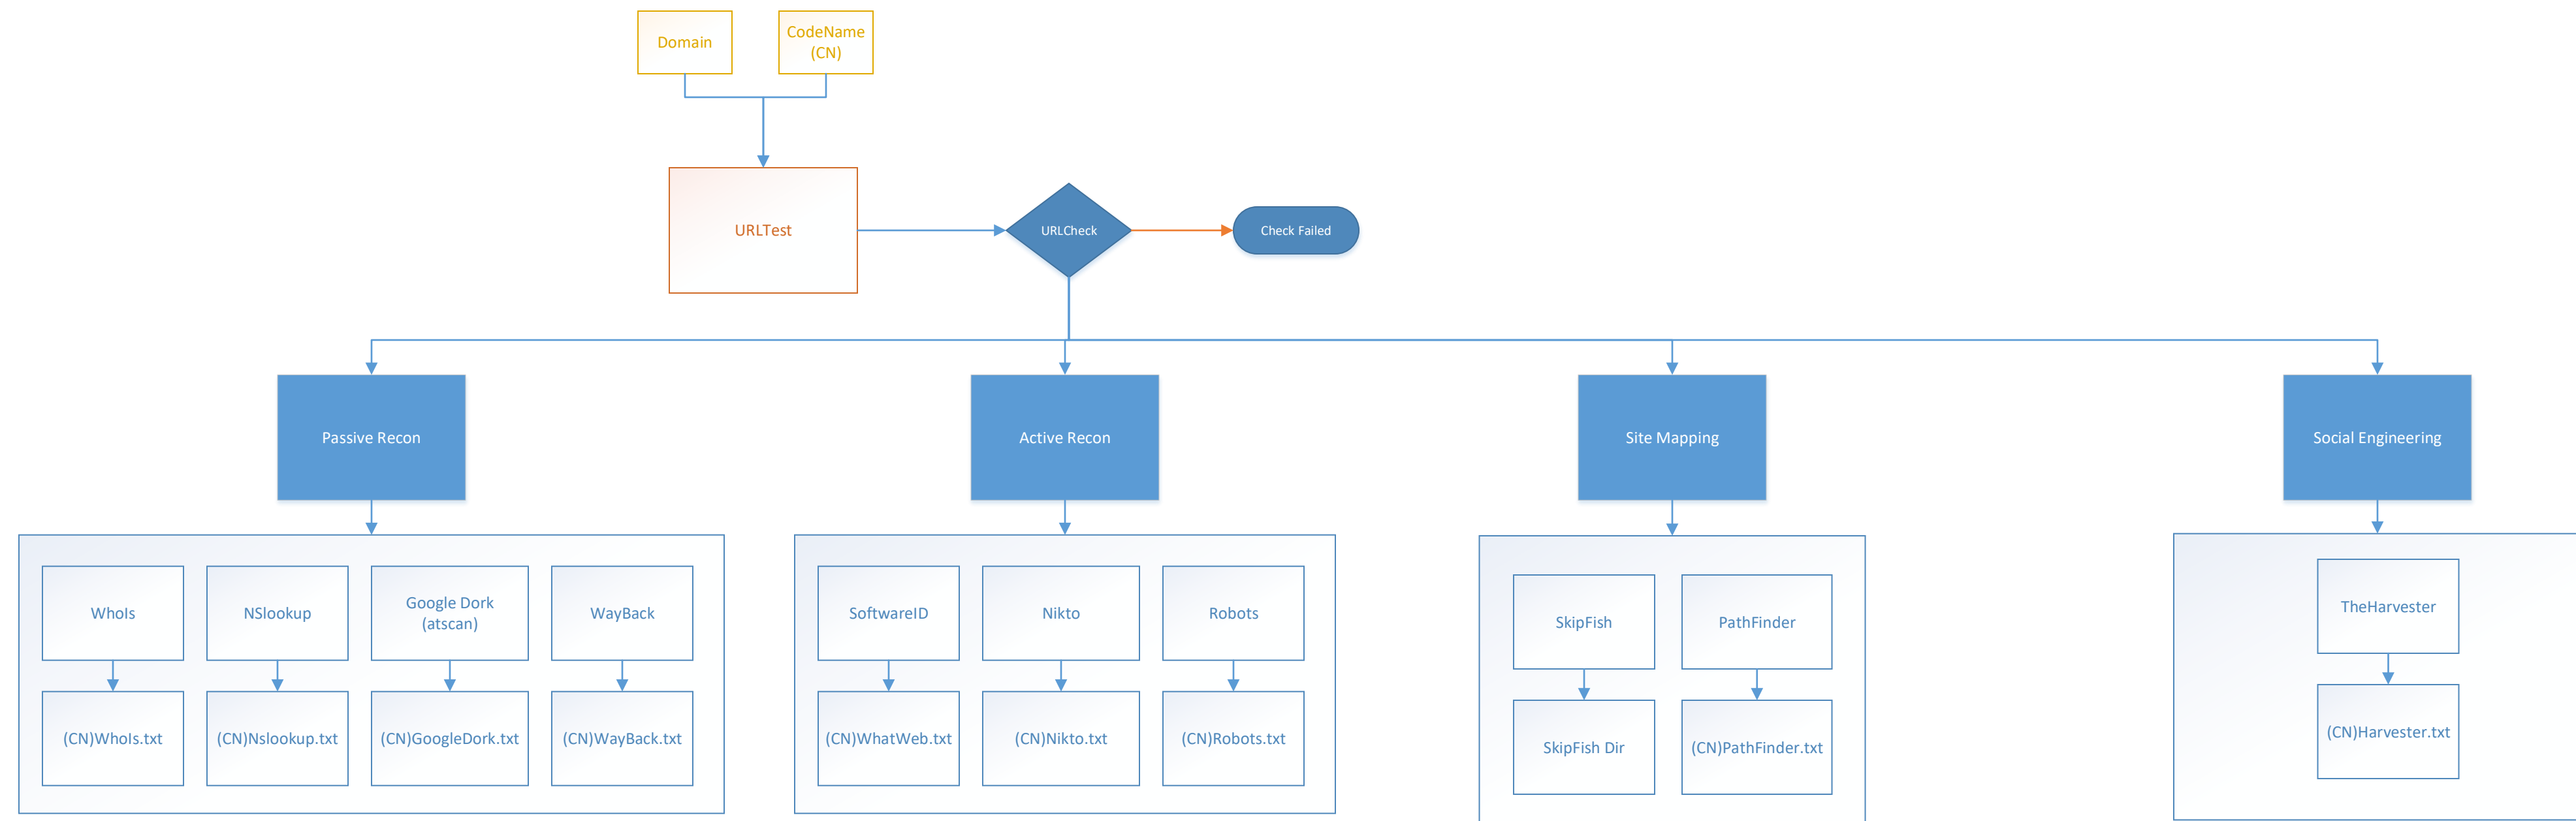 Domain
CodeName
(CN)
URLTest
URLCheck
Check Failed
Passive Recon
Active Recon
Site Mapping
Social Engineering
WhoIs
NSlookup
Google Dork
(atscan)
WayBack
SoftwareID
Nikto
Robots
SkipFish
PathFinder
TheHarvester
(CN)WhoIs.txt
(CN)Nslookup.txt
(CN)GoogleDork.txt
(CN)WayBack.txt
(CN)WhatWeb.txt
(CN)Nikto.txt
(CN)Robots.txt
SkipFish Dir
(CN)PathFinder.txt
(CN)Harvester.txt